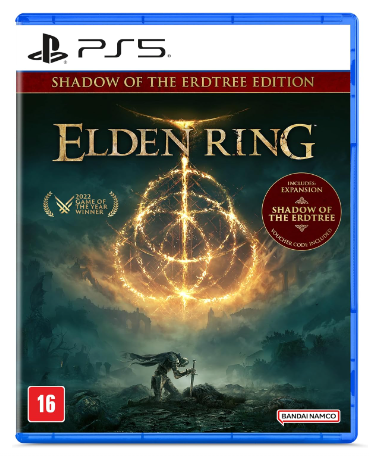 PS5
SHADOW OF THE ERDTREE EDITION
ELDEN RING
2022
GAME OF
THE YEAR
WINNER
INCLUDES:
EXPANSION
SHADOW OF
THE ERDTREE
VOUCHER CODE INCLUDED
16
BANDAI NAMCO